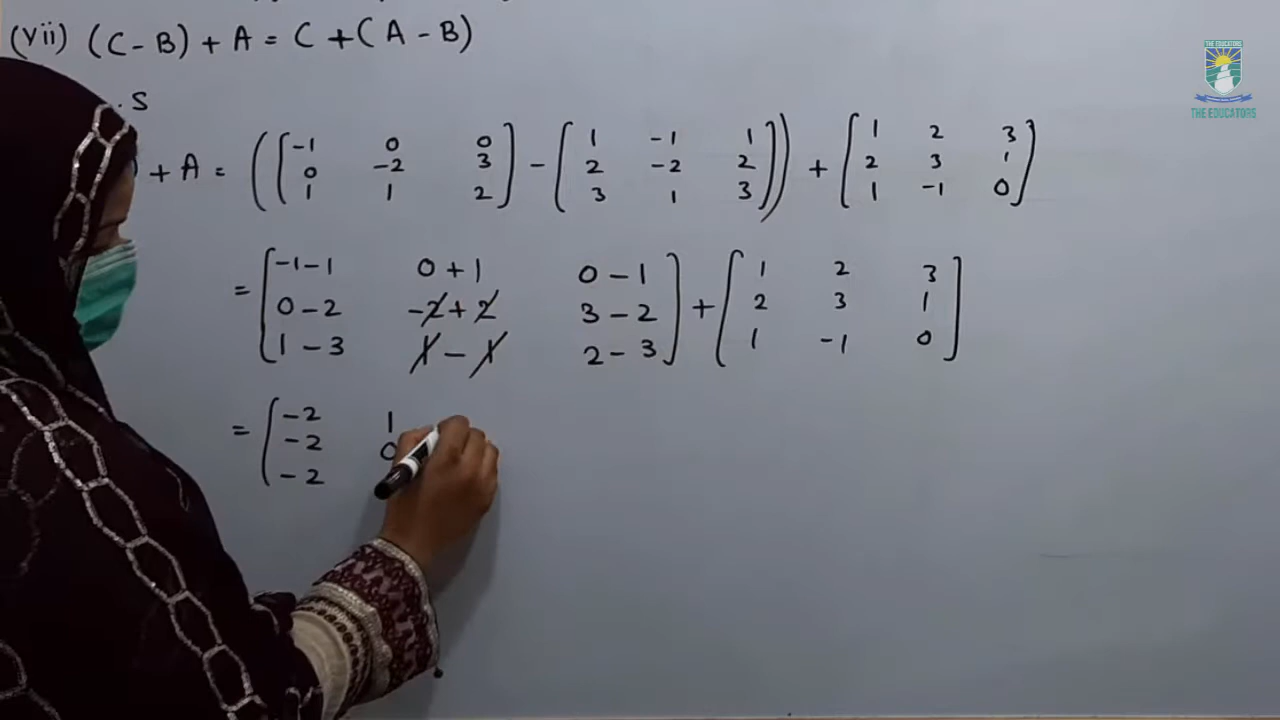 (vii) (C - B) + A = C + (A - B)
. S
+ A = ([-1 0 0
0 -2 3
1 1 2] - [1 -1 1
2 -2 2
3 1 3]) + [1 2 3
2 3 1
1 -1 0]
= [-1-1 0+1 0-1
0-2 -2+2 3-2
1-3 1-1 2-3] + [1 2 3
2 3 1
1 -1 0]
= [-2 1
-2 0
-2
THE EDUCATORS